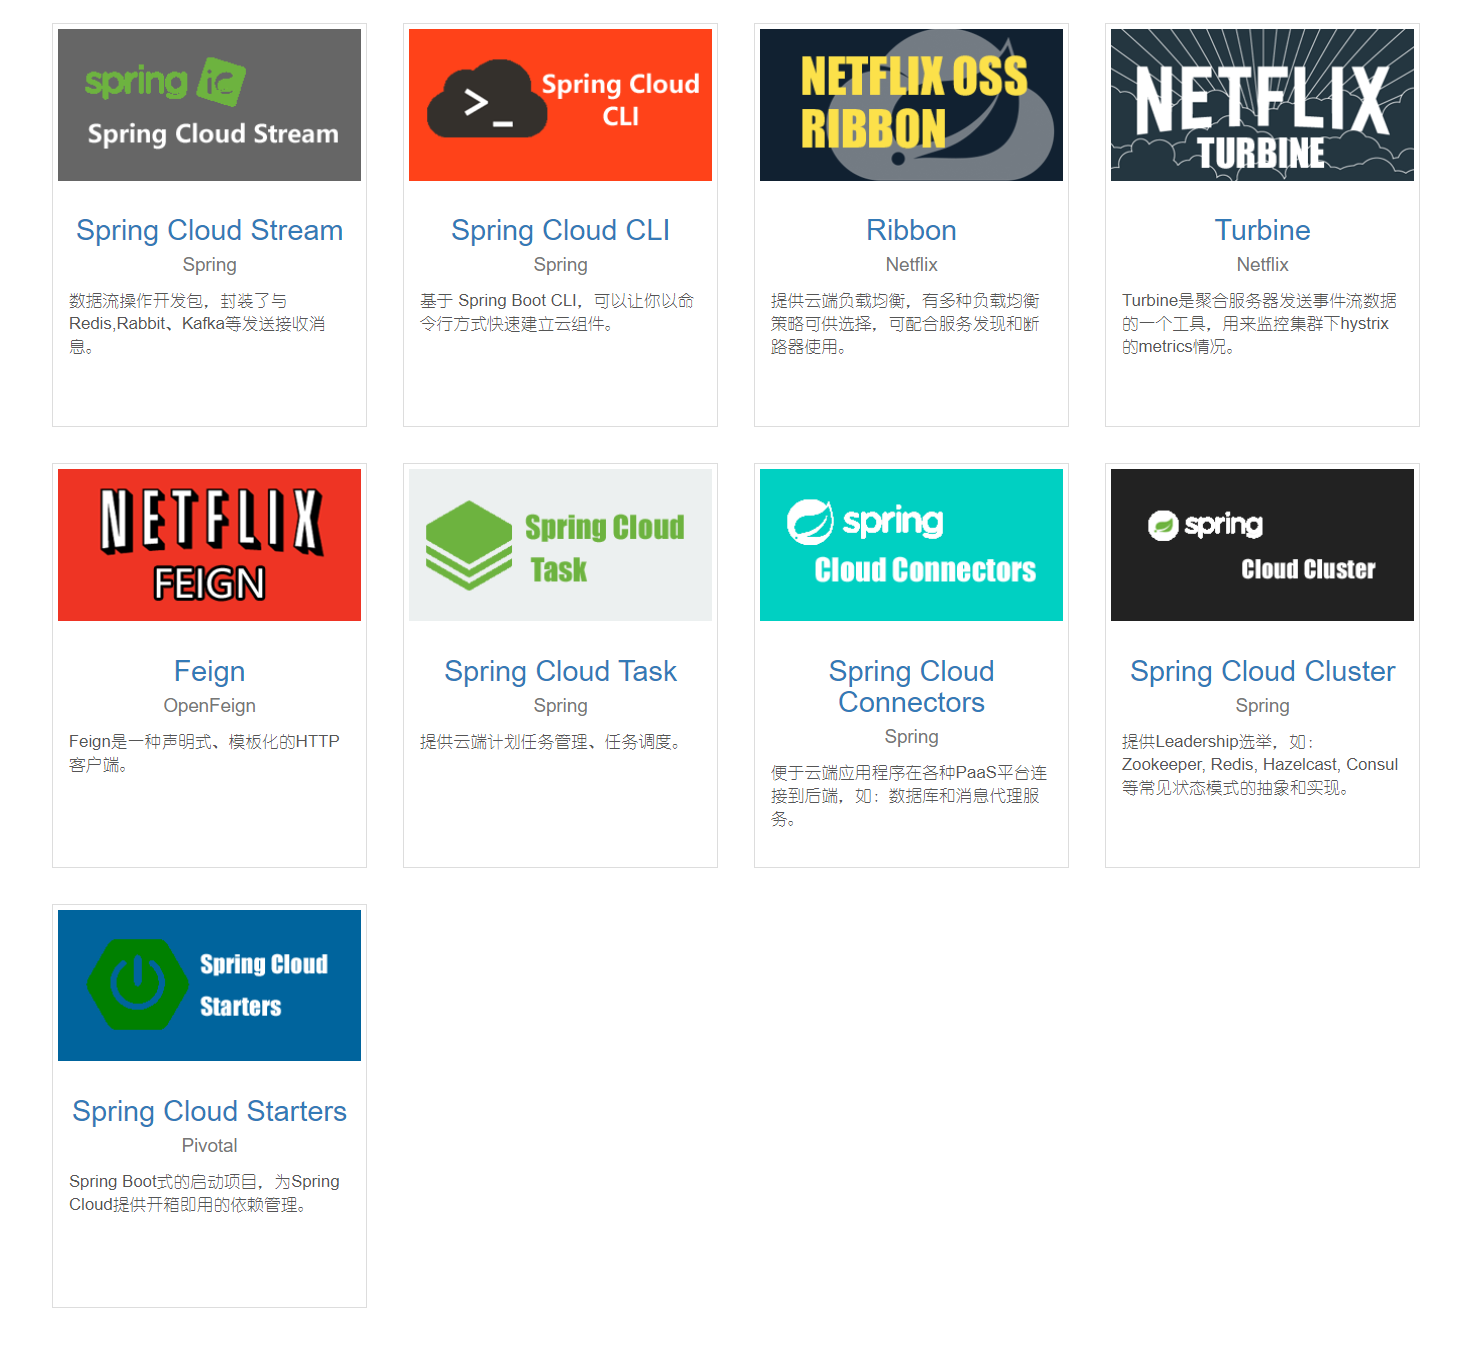 spring
Spring Cloud Stream
Spring Cloud Stream
Spring
数据流操作开发包，封装了与
Redis,Rabbit、Kafka等发送接收消
息。
>_
Spring Cloud
CLI
Spring Cloud CLI
Spring
基于 Spring Boot CLI，可以让你以命
令行方式快速建立云组件。
NETFLIX OSS
RIBBON
Ribbon
Netflix
提供云端负载均衡，有多种负载均衡
策略可供选择，可配合服务发现和断
路器使用。
NETFLIX
TURBINE
Turbine
Netflix
Turbine是聚合服务器发送事件流数据
的一个工具，用来监控集群下hystrix
的metrics情况。
NETFLIX
FEIGN
Feign
OpenFeign
Feign是一种声明式、模板化的HTTP
客户端。
Spring Cloud
Task
Spring Cloud Task
Spring
提供云端计划任务管理、任务调度。
spring
Cloud Connectors
Spring Cloud
Connectors
Spring
便于云端应用程序在各种PaaS平台连
接到后端，如：数据库和消息代理服
务。
spring
Cloud Cluster
Spring Cloud Cluster
Spring
提供Leadership选举，如：
Zookeeper, Redis, Hazelcast, Consul
等常见状态模式的抽象和实现。
Spring Cloud
Starters
Spring Cloud Starters
Pivotal
Spring Boot式的启动项目，为Spring
Cloud提供开箱即用的依赖管理。